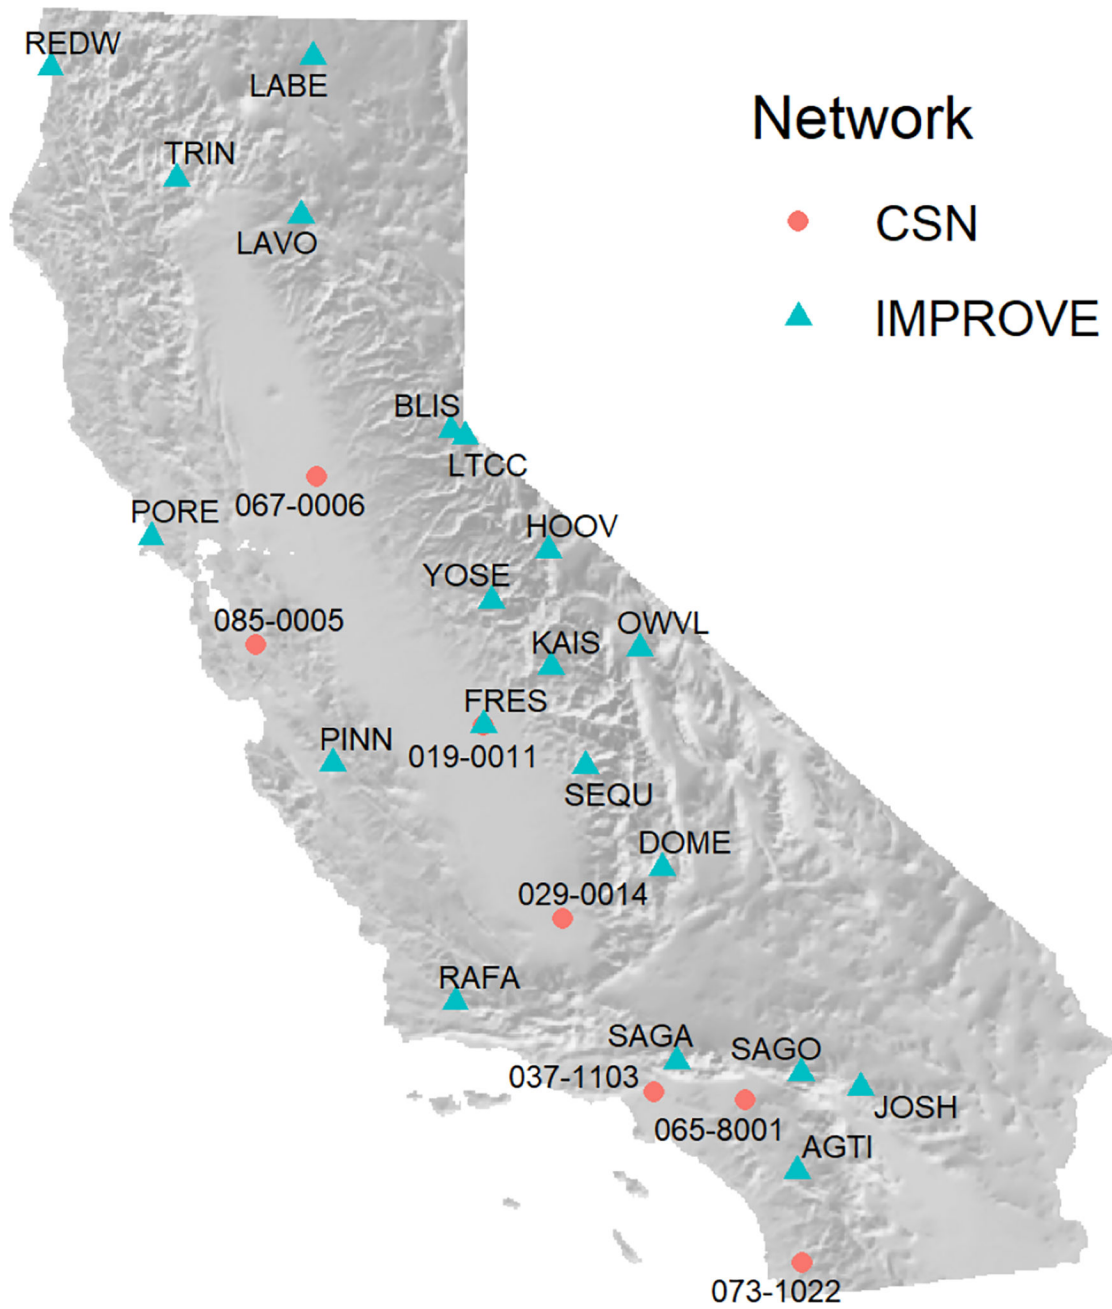 REDW
LABE
Network
TRIN
CSN
LAVO
IMPROVE
BLIS
LTCC
067-0006
PORE
HOOV
YOSE
085-0005
OWVL
KAIS
FRES
PINN
019-0011
SEQU
DOME
029-0014
RAFA
SAGA
SAGO
037-1103
JOSH
065-8001
AGTI
073-1022